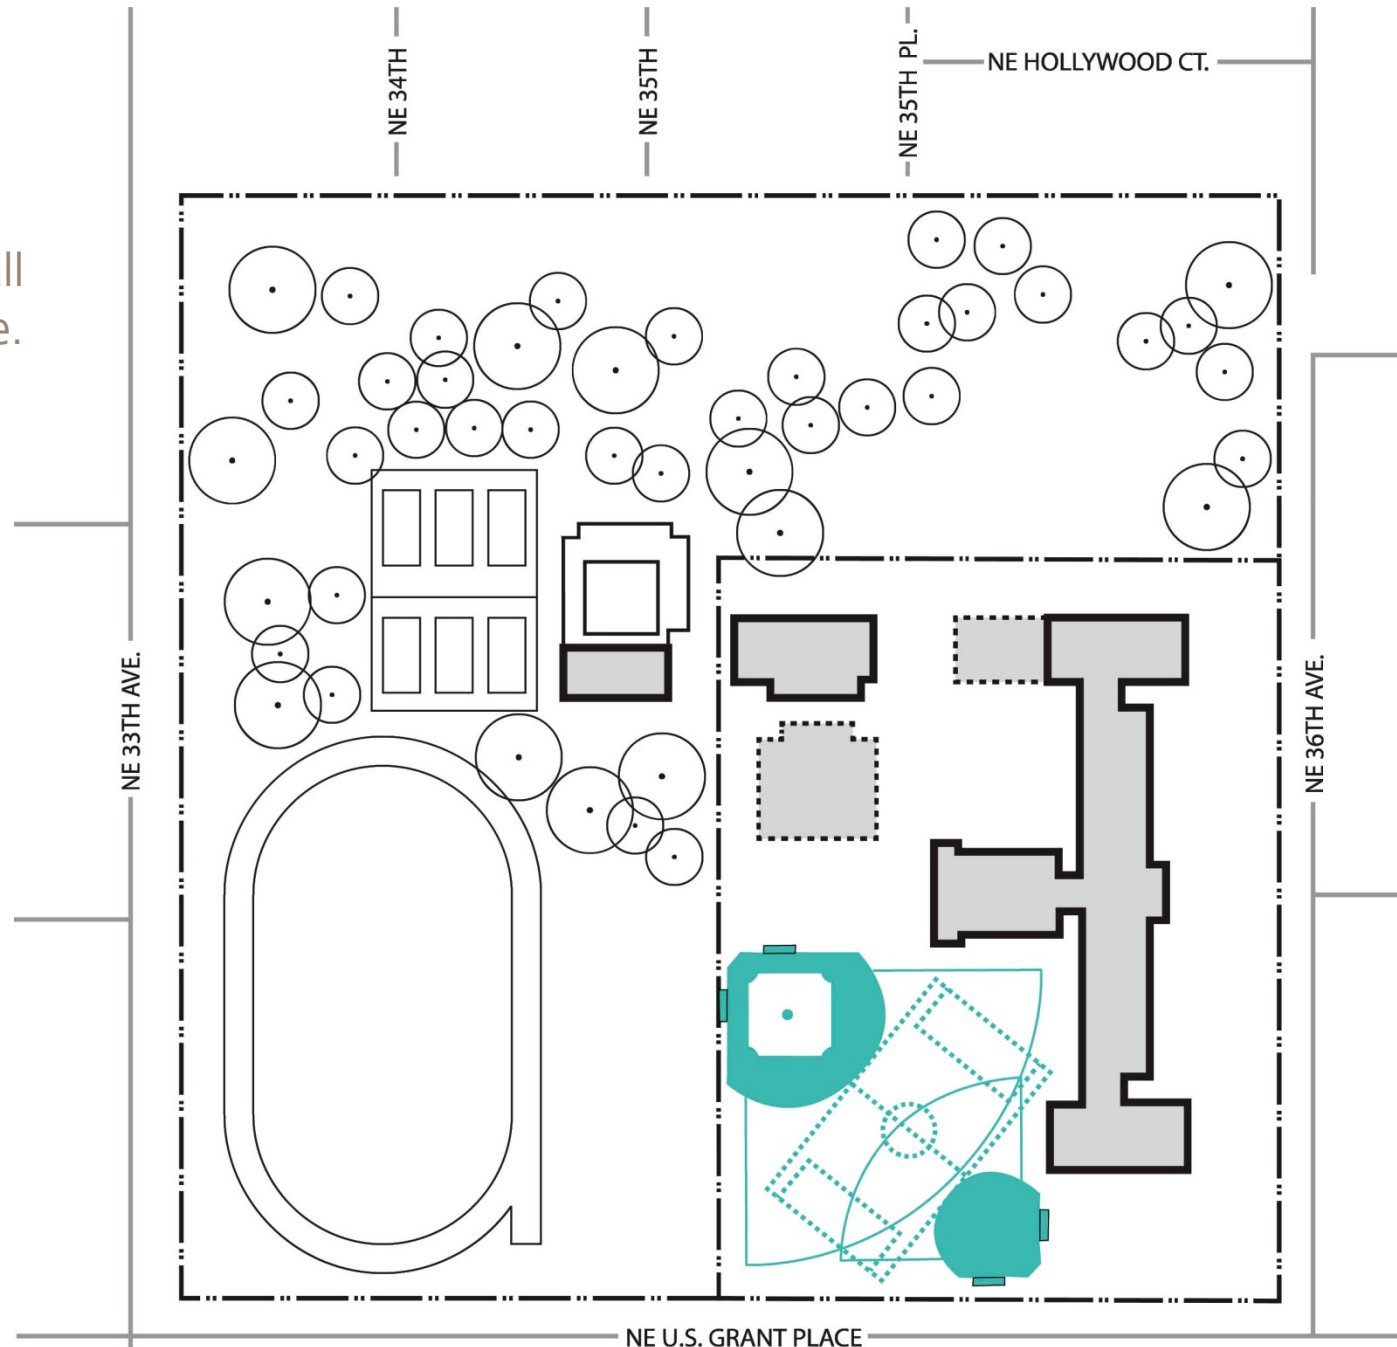 NE 34TH
NE 35TH
NE 35TH PL.
NE HOLLYWOOD CT.
ll
e.
NE 33TH AVE.
NE 36TH AVE.
NE U.S. GRANT PLACE